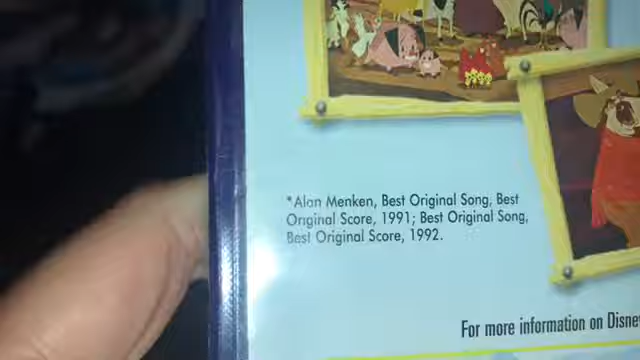 *Alan Menken, Best Original Song, Best
Original Score, 1991; Best Original Song,
Best Original Score, 1992.
For more information on Disney